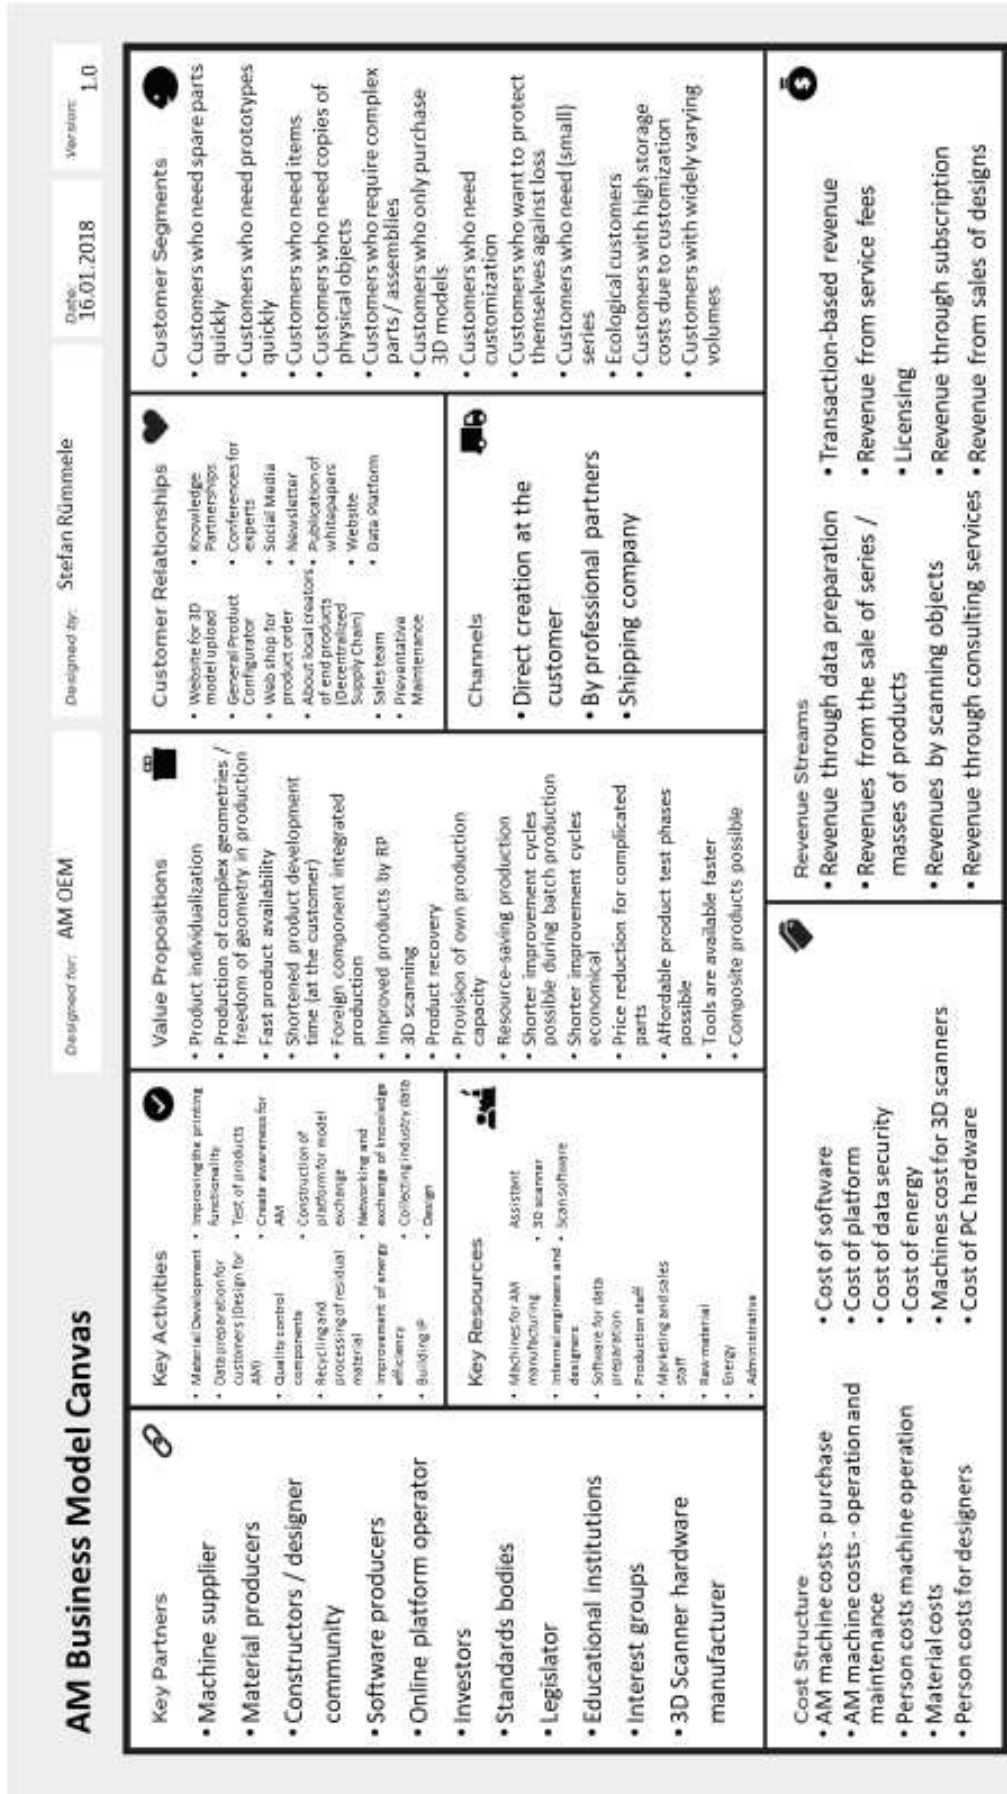 AM Business Model Canvas
Designed for: AM OEM
Designed by: Stefan Rümmele
Date: 16.01.2018
Version: 1.0
Key Partners
• Machine supplier
• Material producers
• Constructors / designer
community
• Software producers
• Online platform operator
• Investors
• Standards bodies
• Legislator
• Educational Institutions
• Interest groups
• 3D Scanner hardware
manufacturer
Key Activities
• Material Development
• Data preparation for
customers (Design for
AM)
• Quality control
components
• Recycling and
processing of residual
material
• Improvement of energy
efficiency
• Building IP
• Improving the printing
functionality
• Test of products
• Create awareness for
AM
• Construction of
platform for model
exchange
• Networking and
exchange of knowledge
• Collecting industry data
• Design
Key Resources
• Machines for AM
manufacturing
• Internal engineers and
designers
• Software for data
preparation
• Production staff
• Marketing and sales
staff
• Raw material
• Energy
• Administrative
Assistant
• 3D scanner
• Scan software
Value Propositions
• Product individualization
• Production of complex geometries /
freedom of geometry in production
• Fast product availability
• Shortened product development
time (at the customer)
• Foreign component integrated
production
• Improved products by RP
• 3D scanning
• Product recovery
• Provision of own production
capacity
• Resource-saving production
• Shorter improvement cycles
possible during batch production
• Shorter improvement cycles
economical
• Price reduction for complicated
parts
• Affordable product test phases
possible
• Tools are available faster
• Composite products possible
Customer Relationships
• Website for 3D
model upload
• General Product
Configurator
• Web shop for
product order
• About local creators
of end products
(Decentralized
Supply Chain)
• Sales team
• Preventative
Maintenance
• Knowledge
Partnerships
• Conferences for
experts
• Social Media
• Newsletter
• Publication of
whitepapers
• Website
• Data Platform
Channels
• Direct creation at the
customer
• By professional partners
• Shipping company
Customer Segments
• Customers who need spare parts
quickly
• Customers who need prototypes
quickly
• Customers who need items
• Customers who need copies of
physical objects
• Customers who require complex
parts / assemblies
• Customers who only purchase
3D models
• Customers who need
customization
• Customers who want to protect
themselves against loss
• Customers who need (small)
series
• Ecological customers
• Customers with high storage
costs due to customization
• Customers with widely varying
volumes
Cost Structure
• AM machine costs - purchase
• AM machine costs - operation and
maintenance
• Person costs machine operation
• Material costs
• Person costs for designers
• Cost of software
• Cost of platform
• Cost of data security
• Cost of energy
• Machines cost for 3D scanners
• Cost of PC hardware
Revenue Streams
• Revenue through data preparation
• Revenues from the sale of series /
masses of products
• Revenues by scanning objects
• Revenue through consulting services
• Transaction-based revenue
• Revenue from service fees
• Licensing
• Revenue through subscription
• Revenue from sales of designs